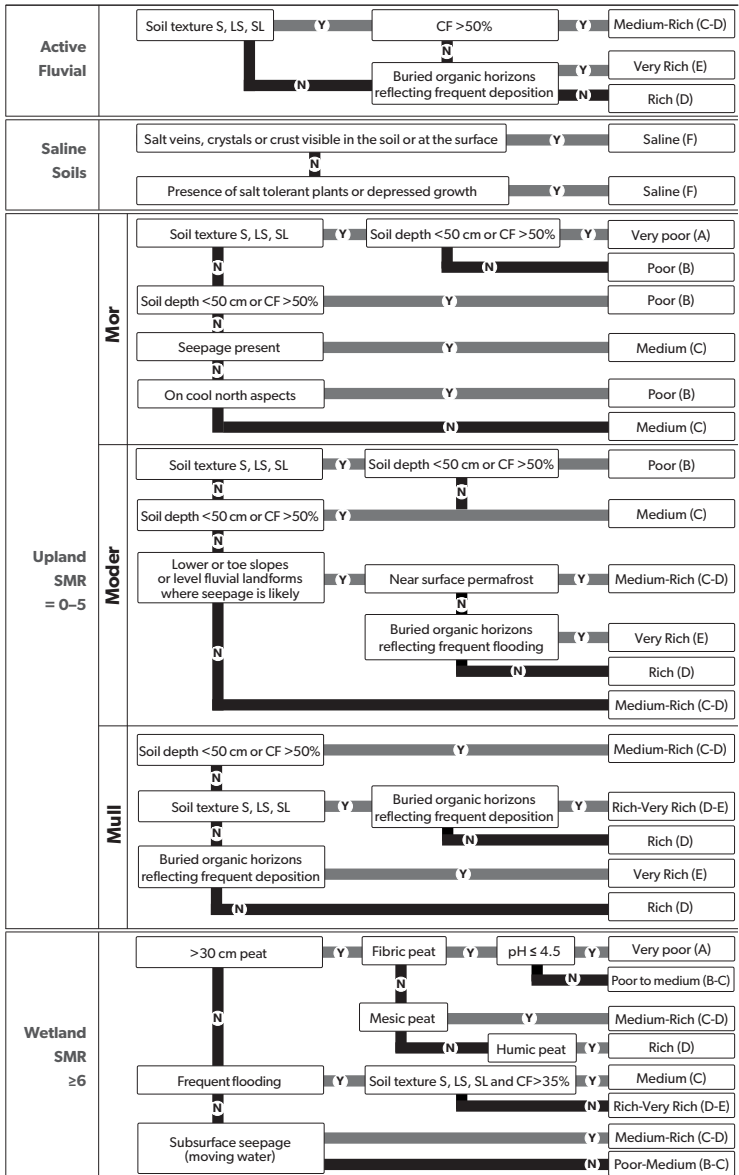 Active
Fluvial
Soil texture S, LS, SL
Y
CF >50%
Y
Medium-Rich (C-D)
N
N
Buried organic horizons
reflecting frequent deposition
Y
Very Rich (E)
N
Rich (D)
Saline
Soils
Salt veins, crystals or crust visible in the soil or at the surface
Y
Saline (F)
N
Presence of salt tolerant plants or depressed growth
Y
Saline (F)
Upland
SMR
= 0–5
Mor
Soil texture S, LS, SL
Y
Soil depth <50 cm or CF >50%
Y
Very poor (A)
N
N
Poor (B)
Soil depth <50 cm or CF >50%
Y
Poor (B)
N
Seepage present
Y
Medium (C)
N
On cool north aspects
Y
Poor (B)
N
Medium (C)
Moder
Soil texture S, LS, SL
Y
Soil depth <50 cm or CF >50%
Poor (B)
N
N
Soil depth <50 cm or CF >50%
Y
Medium (C)
N
Lower or toe slopes
or level fluvial landforms
where seepage is likely
Y
Near surface permafrost
Y
Medium-Rich (C-D)
N
Buried organic horizons
reflecting frequent flooding
Y
Very Rich (E)
N
N
Rich (D)
Medium-Rich (C-D)
Mull
Soil depth <50 cm or CF >50%
Y
Medium-Rich (C-D)
N
Soil texture S, LS, SL
Y
Buried organic horizons
reflecting frequent deposition
Y
Rich-Very Rich (D-E)
N
N
Rich (D)
Buried organic horizons
reflecting frequent deposition
Y
Very Rich (E)
N
Rich (D)
Wetland
SMR
≥6
>30 cm peat
Y
Fibric peat
Y
pH ≤ 4.5
Y
Very poor (A)
N
N
Poor to medium (B-C)
N
Mesic peat
Y
Medium-Rich (C-D)
N
Humic peat
Y
Rich (D)
Frequent flooding
Y
Soil texture S, LS, SL and CF>35%
Y
Medium (C)
N
N
Rich-Very Rich (D-E)
Subsurface seepage
(moving water)
Y
Medium-Rich (C-D)
N
Poor-Medium (B-C)